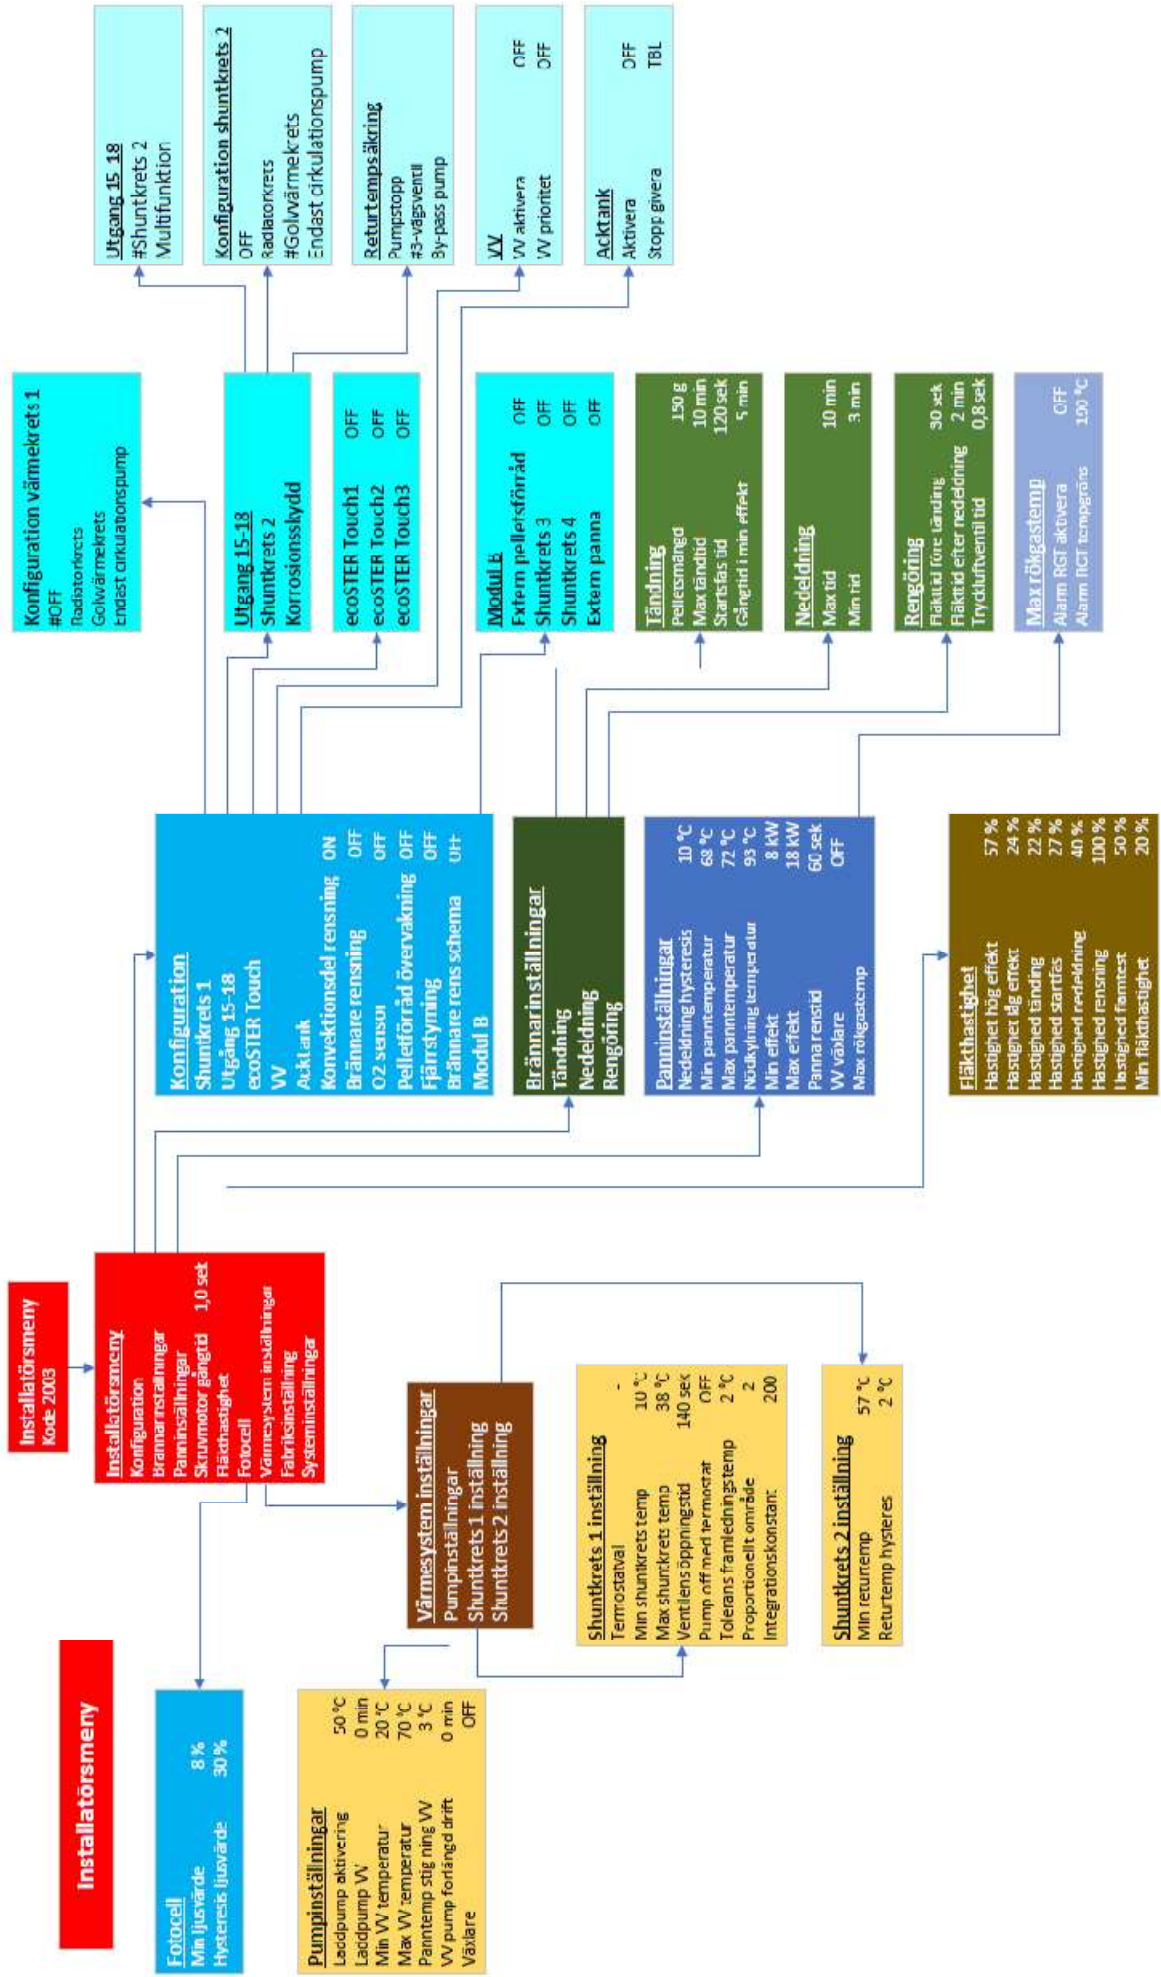 Installatörsmeny
Installatörsmeny
Kode 2003
Installatörsmeny
Konfiguration
Brännarinställningar
Panninställningar
Skruvmotor gångtid 1,0 sek
Fläkthastighet
Fotocell
Värmesystem inställningar
Fabriksinställning
Systeminställningar
Fotocell
Min ljusvärde 8 %
Hysteresis ljusvärde 30 %
Pumpinställningar
Laddpump aktivering 50 °C
Laddpump VV 0 min
Min VV temperatur 20 °C
Max VV temperatur 70 °C
Panntemp stigning VV 3 °C
VV pump förlängd drift 0 min
Växlare OFF
Värmesystem inställningar
Pumpinställningar
Shuntkrets 1 inställning
Shuntkrets 2 inställning
Shuntkrets 1 inställning
Termostatval -
Min shuntkrets temp 10 °C
Max shuntkrets temp 38 °C
Ventilens öppningstid 140 sek
Pump off med termostat OFF
Tolerans framledningstemp 2 °C
Proportionellt område 2
Integrationskonstant 200
Shuntkrets 2 inställning
Min returtemp 57 °C
Returtemp hysteres 2 °C
Konfiguration
Shuntkrets 1
Utgång 15-18
ecoSTER Touch
VV
Acktank
Konvektionsdel rensning ON
Brännare rensning OFF
O2 sensor OFF
Pelletförråd övervakning OFF
Fjärrstyrning OFF
Brännare rens schema OFF
Modul B
Brännarinställningar
Tändning
Nedeldning
Rengöring
Panninställningar
Nedeldning hysteresis 10 °C
Min panntemperatur 68 °C
Max panntemperatur 72 °C
Nödkylning temperatur 93 °C
Min effekt 8 kW
Max effekt 18 kW
Panna renstid 60 sek
VV växlare OFF
Max rökgastemp
Fläkthastighet
Hastighet hög effekt 57 %
Hastighet låg effekt 24 %
Hastighet tänding 22 %
Hastighet startfas 27 %
Hastighed nedeldning 40 %
Hastighed rensning 100 %
Hastighed fantest 50 %
Min fläkthastighet 20 %
Konfiguration värmekrets 1
#OFF
Radiatorkrets
Golvvärmekrets
Endast cirkulationspump
Utgang 15-18
Shuntkrets 2
Korrosionsskydd
ecoSTER Touch1 OFF
ecoSTER Touch2 OFF
ecoSTER Touch3 OFF
Modul B
Extern pelletsförråd OFF
Shuntkrets 3 OFF
Shuntkrets 4 OFF
Extern panna OFF
Tändning
Pelletsmängd 150 g
Max tändtid 10 min
Startsfas tid 120 sek
Gångtid i min effekt 5 min
Nedeldning
Max tid 10 min
Min tid 3 min
Rengöring
Fläkttid före tänding 30 sek
Fläkttid efter nedeldning 2 min
Tryckluftventil tid 0,8 sek
Max rökgastemp
Alarm RGT aktivera OFF
Alarm RGT tempgräns 190 °C
Utgang 15 18
#Shuntkrets 2
Multifunktion
Konfiguration shuntkrets 2
OFF
Radiatorkrets
#Golvvärmekrets
Endast cirkulationspump
Returtempsäkring
Pumpstopp
#3-vägsventil
By-pass pump
VV
VV aktivera OFF
VV prioritet OFF
Acktank
Aktivera OFF
Stopp givera TBL